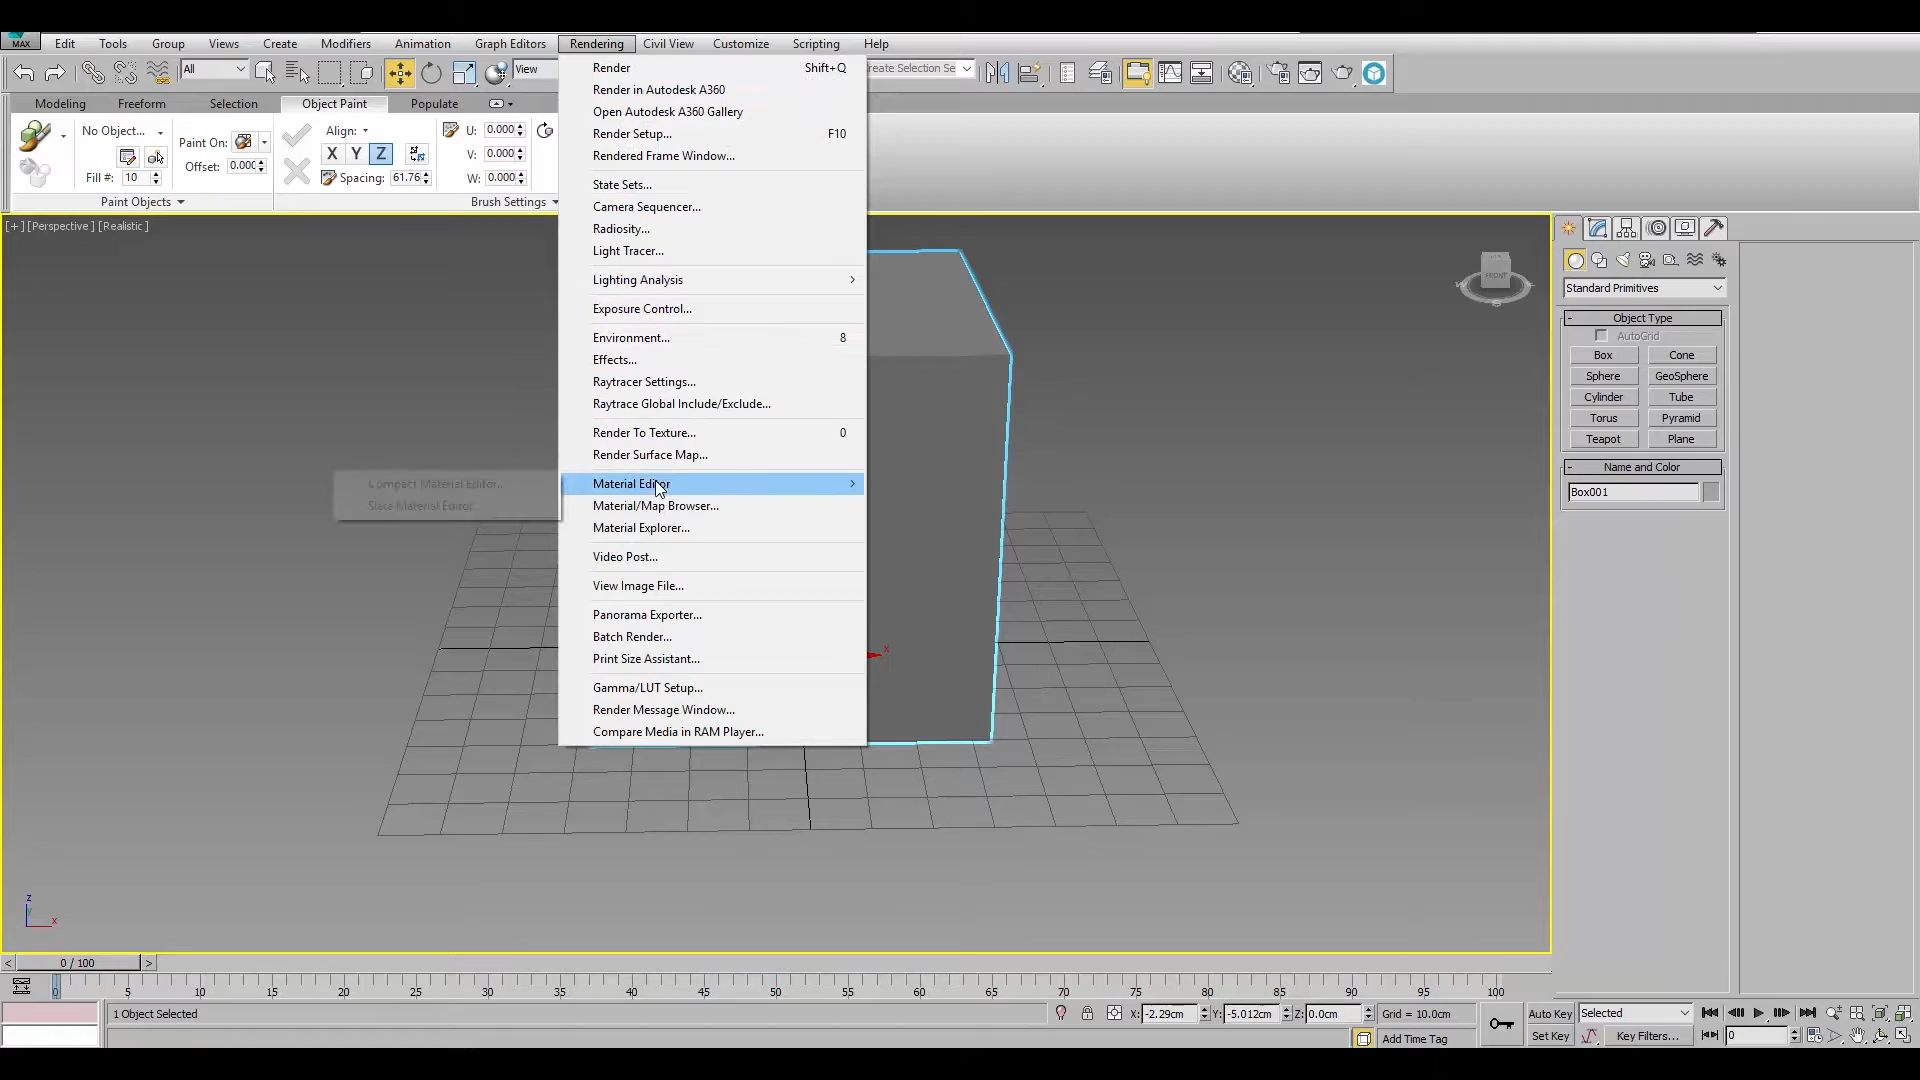 MAX
Edit Tools Group Views Create Modifiers Animation Graph Editors Rendering Civil View Customize Scripting Help
All View Create Selection Se
Modeling Freeform Selection Object Paint Populate
No Object...
Fill #: 10
Paint On:
Offset: 0.000
Align:
X Y Z
Spacing: 61.76
U: 0.000
V: 0.000
W: 0.000
Paint Objects
Brush Settings
Render Shift+Q
Render in Autodesk A360
Open Autodesk A360 Gallery
Render Setup... F10
Rendered Frame Window...
State Sets...
Camera Sequencer...
Radiosity...
Light Tracer...
Lighting Analysis
Exposure Control...
Environment... 8
Effects...
Raytracer Settings...
Raytrace Global Include/Exclude...
Render To Texture... 0
Render Surface Map...
Material Editor
Material/Map Browser...
Material Explorer...
Video Post...
View Image File...
Panorama Exporter...
Batch Render...
Print Size Assistant...
Gamma/LUT Setup...
Render Message Window...
Compare Media in RAM Player...
Compact Material Editor...
Slate Material Editor...
[+] [Perspective] [Realistic]
FRONT
x
z
y
x
Standard Primitives
- Object Type
AutoGrid
Box Cone
Sphere GeoSphere
Cylinder Tube
Torus Pyramid
Teapot Plane
- Name and Color
Box001
< 0 / 100 >
0 5 10 15 20 25 30 35 40 45 50 55 60 65 70 75 80 85 90 95 100
1 Object Selected
X: -2.29cm Y: -5.012cm Z: 0.0cm Grid = 10.0cm
Add Time Tag
Auto Key Selected
Set Key Key Filters...
0